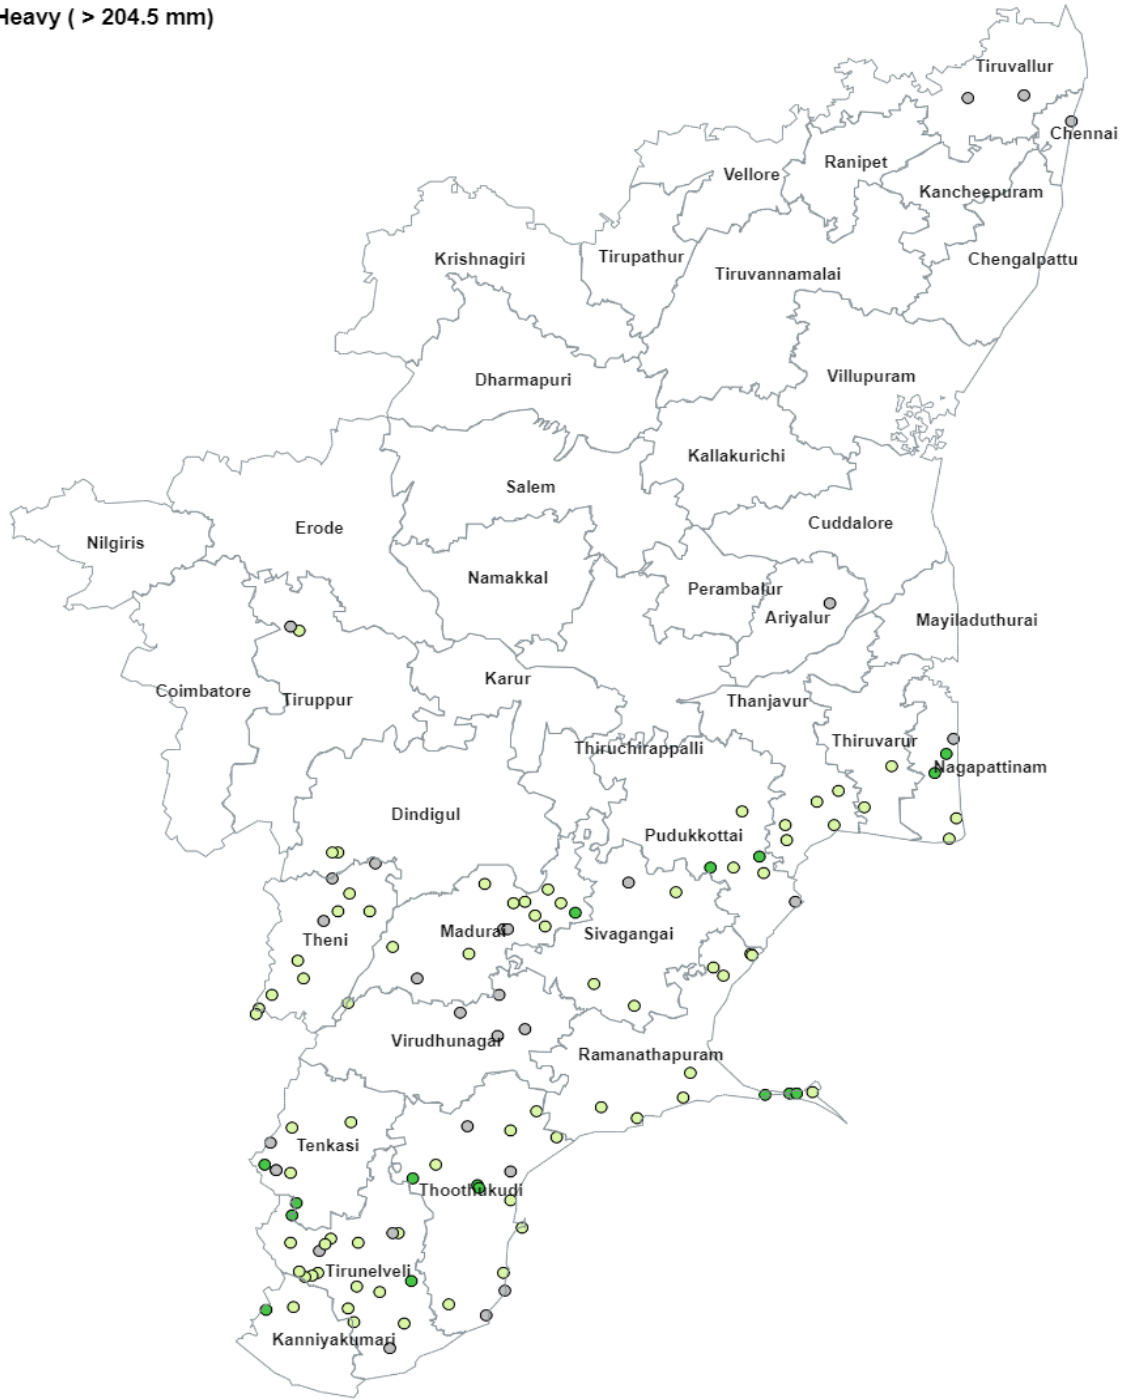 Heavy ( > 204.5 mm)
Tiruvallur
Chennai
Ranipet
Vellore
Kancheepuram
Tirupathur
Krishnagiri
Chengalpattu
Tiruvannamalai
Villupuram
Dharmapuri
Kallakurichi
Salem
Cuddalore
Erode
Nilgiris
Namakkal
Perambalur
Ariyalur
Mayiladuthurai
Karur
Coimbatore
Tiruppur
Thanjavur
Thiruvarur
Thiruchirappalli
Nagapattinam
Dindigul
Pudukkottai
Madurai
Sivagangai
Theni
Virudhunagar
Ramanathapuram
Tenkasi
Thoothukudi
Tirunelveli
Kanniyakumari